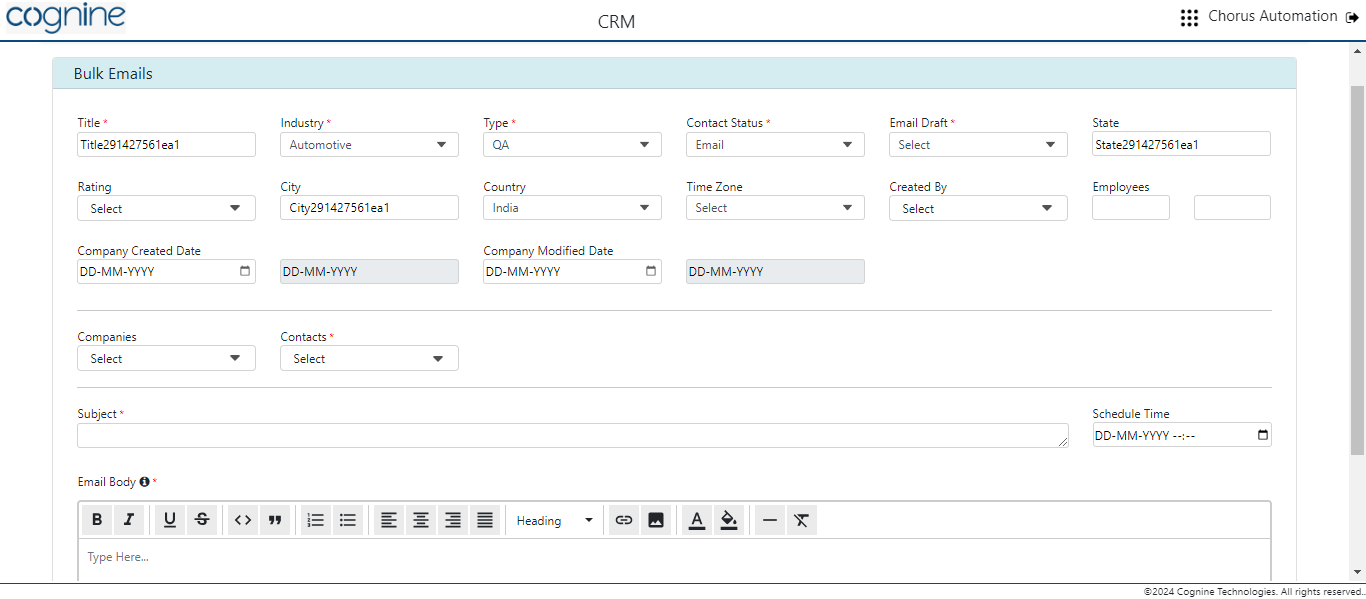 cognine
CRM
Chorus Automation
Bulk Emails
Title * Industry * Type * Contact Status * Email Draft * State
Title291427561ea1 Automotive QA Email Select State291427561ea1
Rating City Country Time Zone Created By Employees
Select City291427561ea1 India Select Select
Company Created Date Company Modified Date
DD-MM-YYYY DD-MM-YYYY DD-MM-YYYY DD-MM-YYYY
Companies Contacts *
Select Select
Subject * Schedule Time
DD-MM-YYYY --:--
Email Body *
B I U S Heading A
Type Here...
©2024 Cognine Technologies. All rights reserved.